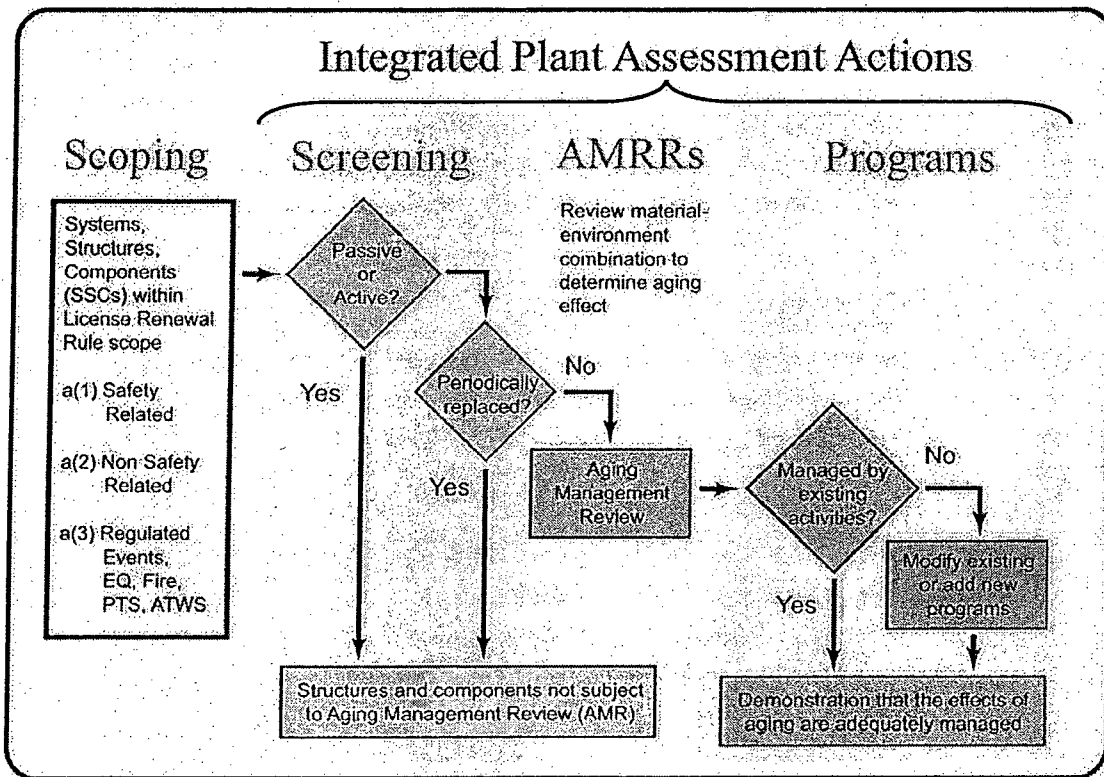 Integrated Plant Assessment Actions
Scoping
Screening
AMRRs
Programs
Systems,
Structures,
Components
(SSCs) within
License Renewal
Rule scope
a(1) Safety
Related
a(2) Non Safety
Related
a(3) Regulated
Events,
EQ, Fire,
PTS, ATWS
Passive
or
Active?
Yes
Periodically
replaced?
Yes
No
Review material-
environment
combination to
determine aging
effect
Aging
Management
Review
Managed by
existing
activities?
Yes
No
Modify existing
or add new
programs
Structures and components not subject
to Aging Management Review (AMR)
Demonstration that the effects of
aging are adequately managed